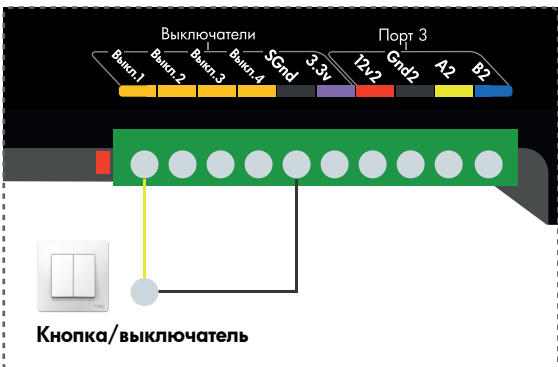 Выключатели Порт 3
Выкл.1 Выкл.2 Выкл.3 Выкл.4 SGnd 3.3v 12v2 Gnd2 A2 B2
Кнопка/выключатель